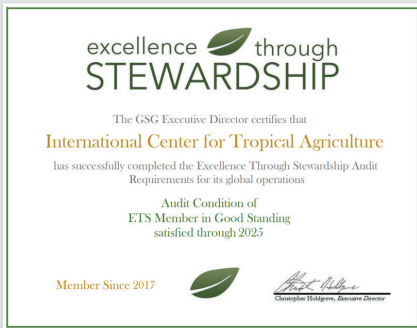 excellence through
STEWARDSHIP
The GSG Executive Director certifies that
International Center for Tropical Agriculture
has successfully completed the Excellence Through Stewardship Audit
Requirements for its global operations
Audit Condition of
ETS Member in Good Standing
satisfied through 2025
Member Since 2017
Christopher Holdgreve, Executive Director